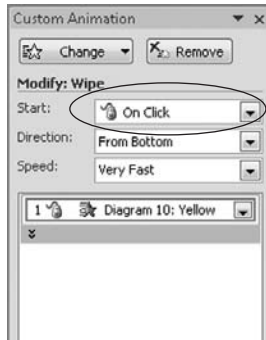 Custom Animation
Change Remove
Modify: Wipe
Start: On Click
Direction: From Bottom
Speed: Very Fast
1 Diagram 10: Yellow